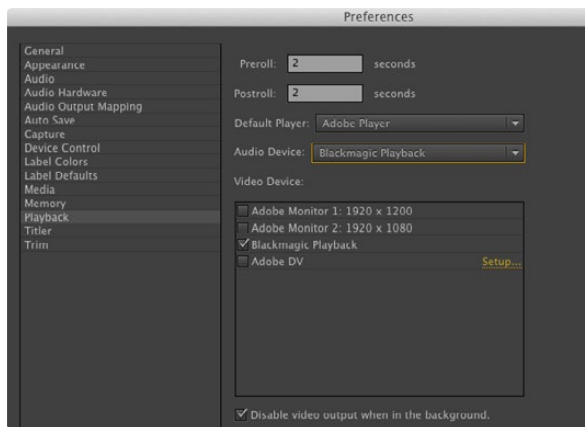 Preferences
General
Appearance
Audio
Audio Hardware
Audio Output Mapping
Auto Save
Capture
Device Control
Label Colors
Label Defaults
Media
Memory
Playback
Titler
Trim
Preroll: 2 seconds
Postroll: 2 seconds
Default Player: Adobe Player
Audio Device: Blackmagic Playback
Video Device:
Adobe Monitor 1: 1920 x 1200
Adobe Monitor 2: 1920 x 1080
Blackmagic Playback
Adobe DV Setup...
Disable video output when in the background.